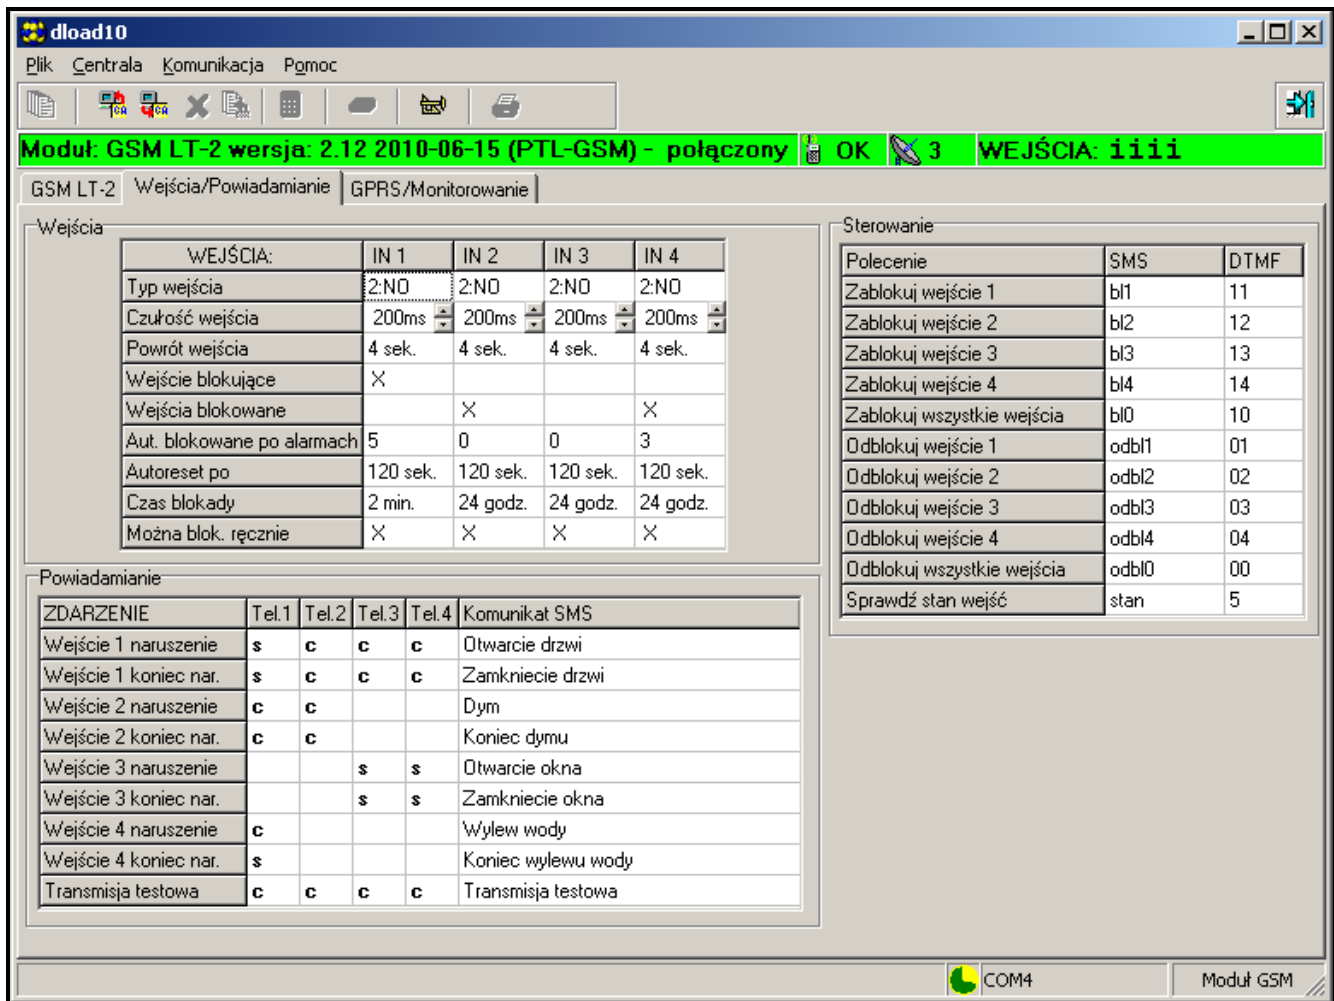 dload10
Plik Centrala Komunikacja Pomoc
Moduł: GSM LT-2 wersja: 2.12 2010-06-15 (PTL-GSM) - połączony OK 3 WEJŚCIA: iiii
GSM LT-2 Wejścia/Powiadamianie GPRS/Monitorowanie
Wejścia
WEJŚCIA: IN 1 IN 2 IN 3 IN 4
Typ wejścia 2:NO 2:NO 2:NO 2:NO
Czułość wejścia 200ms 200ms 200ms 200ms
Powrót wejścia 4 sek. 4 sek. 4 sek. 4 sek.
Wejście blokujące X
Wejścia blokowane X X
Aut. blokowane po alarmach 5 0 0 3
Autoreset po 120 sek. 120 sek. 120 sek. 120 sek.
Czas blokady 2 min. 24 godz. 24 godz. 24 godz.
Można blok. ręcznie X X X X
Powiadamianie
ZDARZENIE Tel.1 Tel.2 Tel.3 Tel.4 Komunikat SMS
Wejście 1 naruszenie s c c c Otwarcie drzwi
Wejście 1 koniec nar. s c c c Zamkniecie drzwi
Wejście 2 naruszenie c c Dym
Wejście 2 koniec nar. c c Koniec dymu
Wejście 3 naruszenie s s Otwarcie okna
Wejście 3 koniec nar. s s Zamkniecie okna
Wejście 4 naruszenie c Wylew wody
Wejście 4 koniec nar. s Koniec wylewu wody
Transmisja testowa c c c c Transmisja testowa
Sterowanie
Polecenie SMS DTMF
Zablokuj wejście 1 bl1 11
Zablokuj wejście 2 bl2 12
Zablokuj wejście 3 bl3 13
Zablokuj wejście 4 bl4 14
Zablokuj wszystkie wejścia bl0 10
Odblokuj wejście 1 odbl1 01
Odblokuj wejście 2 odbl2 02
Odblokuj wejście 3 odbl3 03
Odblokuj wejście 4 odbl4 04
Odblokuj wszystkie wejścia odbl0 00
Sprawdź stan wejść stan 5
COM4 Moduł GSM